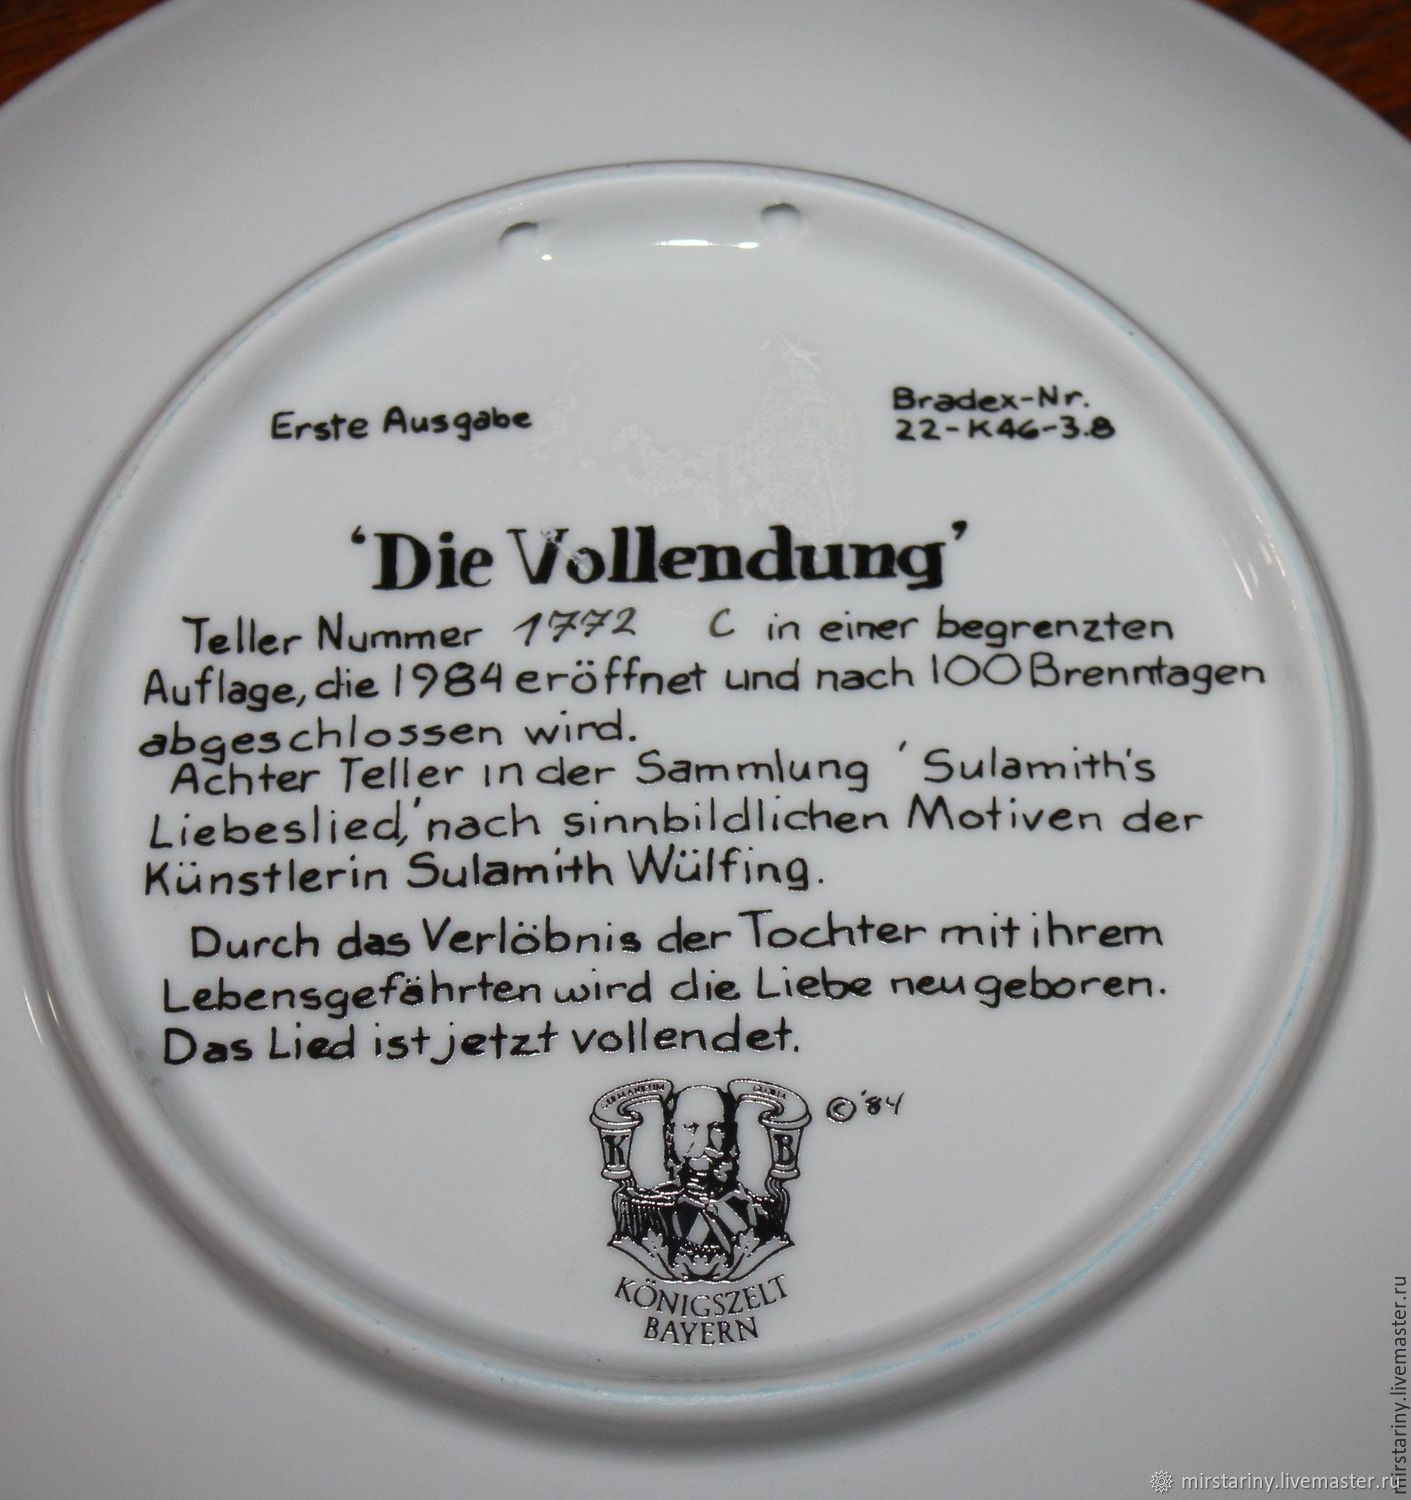 Erste Ausgabe
Bradex-Nr.
22-K46-3.8
'Die Vollendung'
Teller Nummer 1772 C in einer begrenzten
Auflage, die 1984 eröffnet und nach 100 Brenntagen
abgeschlossen wird.
Achter Teller in der Sammlung 'Sulamith's
Liebeslied,' nach sinnbildlichen Motiven der
Künstlerin Sulamith Wülfing.
Durch das Verlöbnis der Tochter mit ihrem
Lebensgefährten wird die Liebe neu geboren.
Das Lied ist jetzt vollendet.
© '84
K B
KÖNIGSZELT
BAYERN
mirstariny.livemaster.ru
mirstariny.livemaster.ru